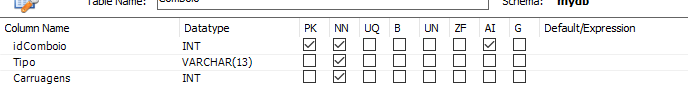 Table Name: Comboio Schema: mydb
Column Name Datatype PK NN UQ B UN ZF AI G Default/Expression
idComboio INT
Tipo VARCHAR(13)
Carruagens INT